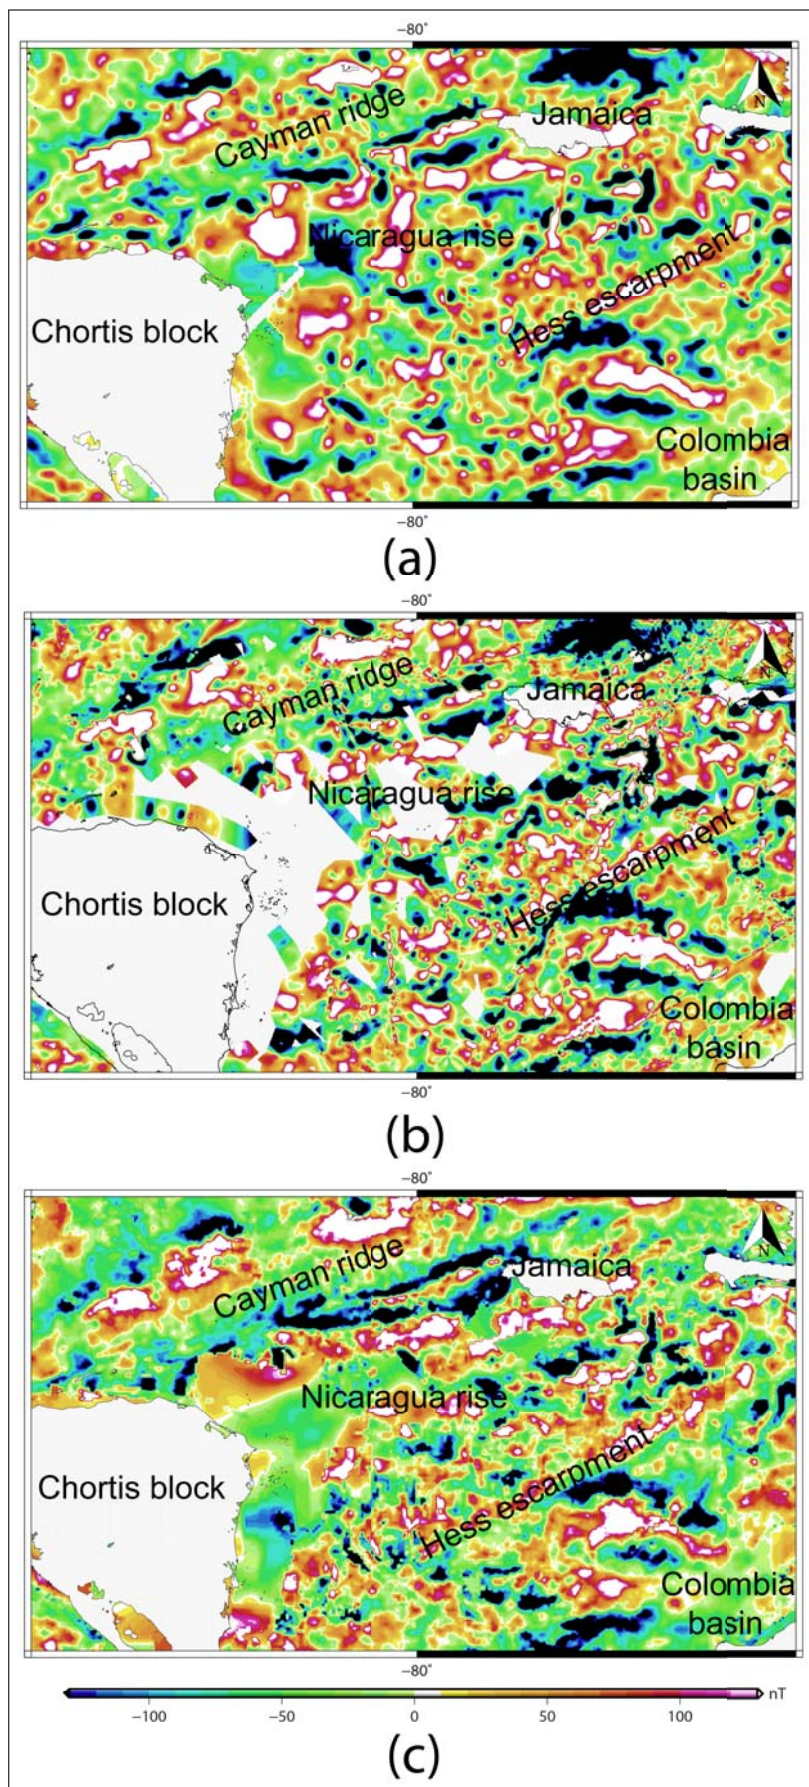 −80°
Cayman ridge
Jamaica
N
Nicaragua rise
Hess escarpment
Chortis block
Colombia
basin
−80°
(a)
−80°
Cayman ridge
Jamaica
N
Nicaragua rise
Hess escarpment
Chortis block
Colombia
basin
−80°
(b)
−80°
Cayman ridge
Jamaica
N
Nicaragua rise
Hess escarpment
Chortis block
Colombia
basin
−80°
nT
−100 −50 0 50 100
(c)